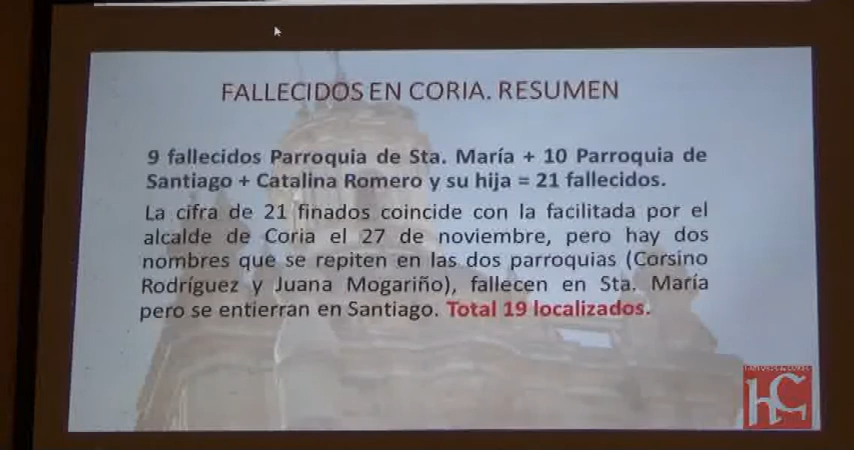 FALLECIDOS EN CORIA. RESUMEN
9 fallecidos Parroquia de Sta. María + 10 Parroquia de
Santiago + Catalina Romero y su hija = 21 fallecidos.
La cifra de 21 finados coincide con la facilitada por el
alcalde de Coria el 27 de noviembre, pero hay dos
nombres que se repiten en las dos parroquias (Corsino
Rodríguez y Juana Mogariño), fallecen en Sta. María
pero se entierran en Santiago. Total 19 localizados.
HC